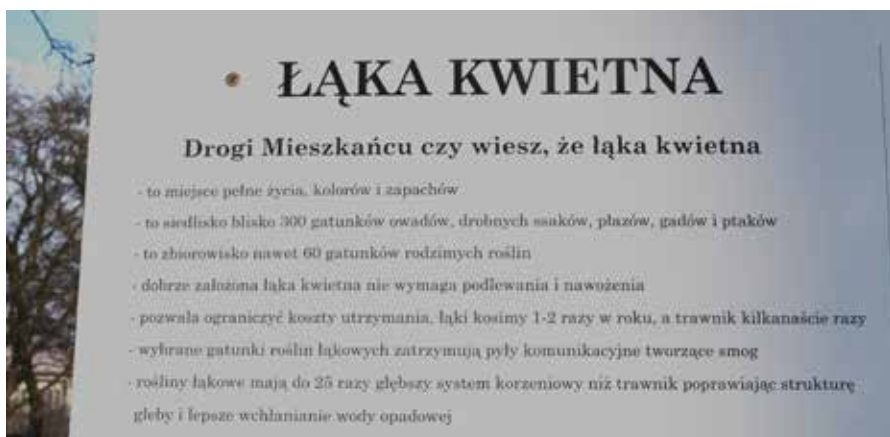 ŁĄKA KWIETNA
Drogi Mieszkańcu czy wiesz, że łąka kwietna
- to miejsce pełne życia, kolorów i zapachów
- to siedlisko blisko 300 gatunków owadów, drobnych ssaków, płazów, gadów i ptaków
- to zbiorowisko nawet 60 gatunków rodzimych roślin
- dobrze założona łąka kwietna nie wymaga podlewania i nawożenia
- pozwala ograniczyć koszty utrzymania, łąki kosimy 1-2 razy w roku, a trawnik kilkanaście razy
- wybrane gatunki roślin łąkowych zatrzymują pyły komunikacyjne tworzące smog
- rośliny łąkowe mają do 25 razy głębszy system korzeniowy niż trawnik poprawiając strukturę
gleby i lepsze wchłanianie wody opadowej